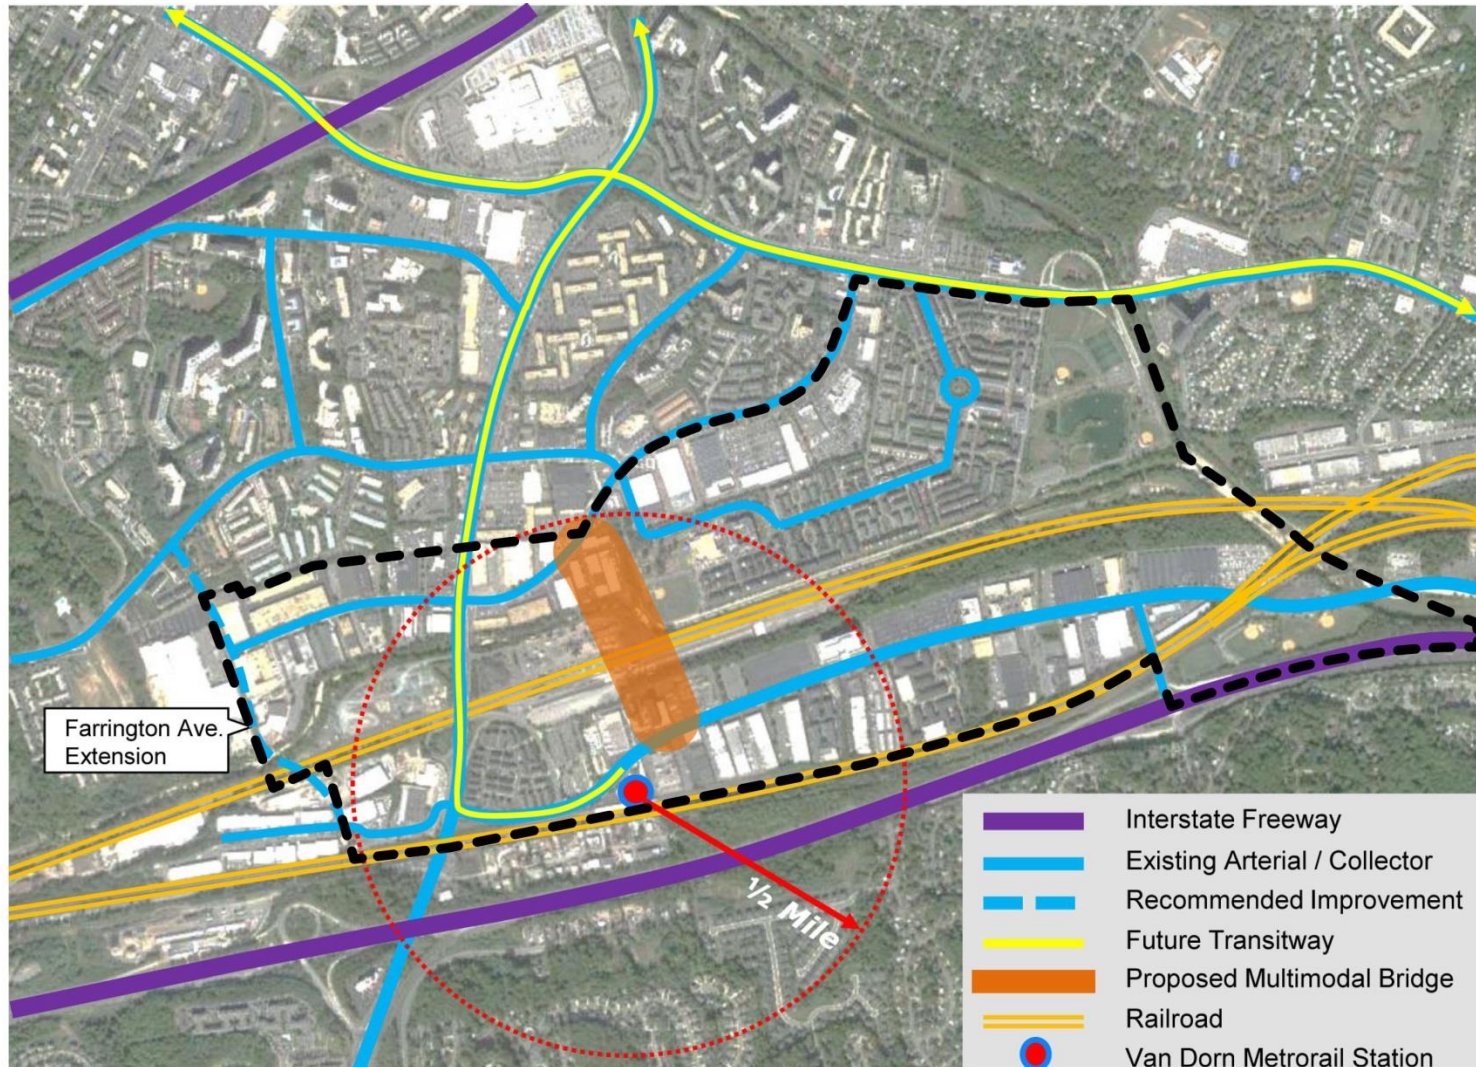 Farrington Ave.
Extension
½ Mile
Interstate Freeway
Existing Arterial / Collector
Recommended Improvement
Future Transitway
Proposed Multimodal Bridge
Railroad
Van Dorn Metrorail Station